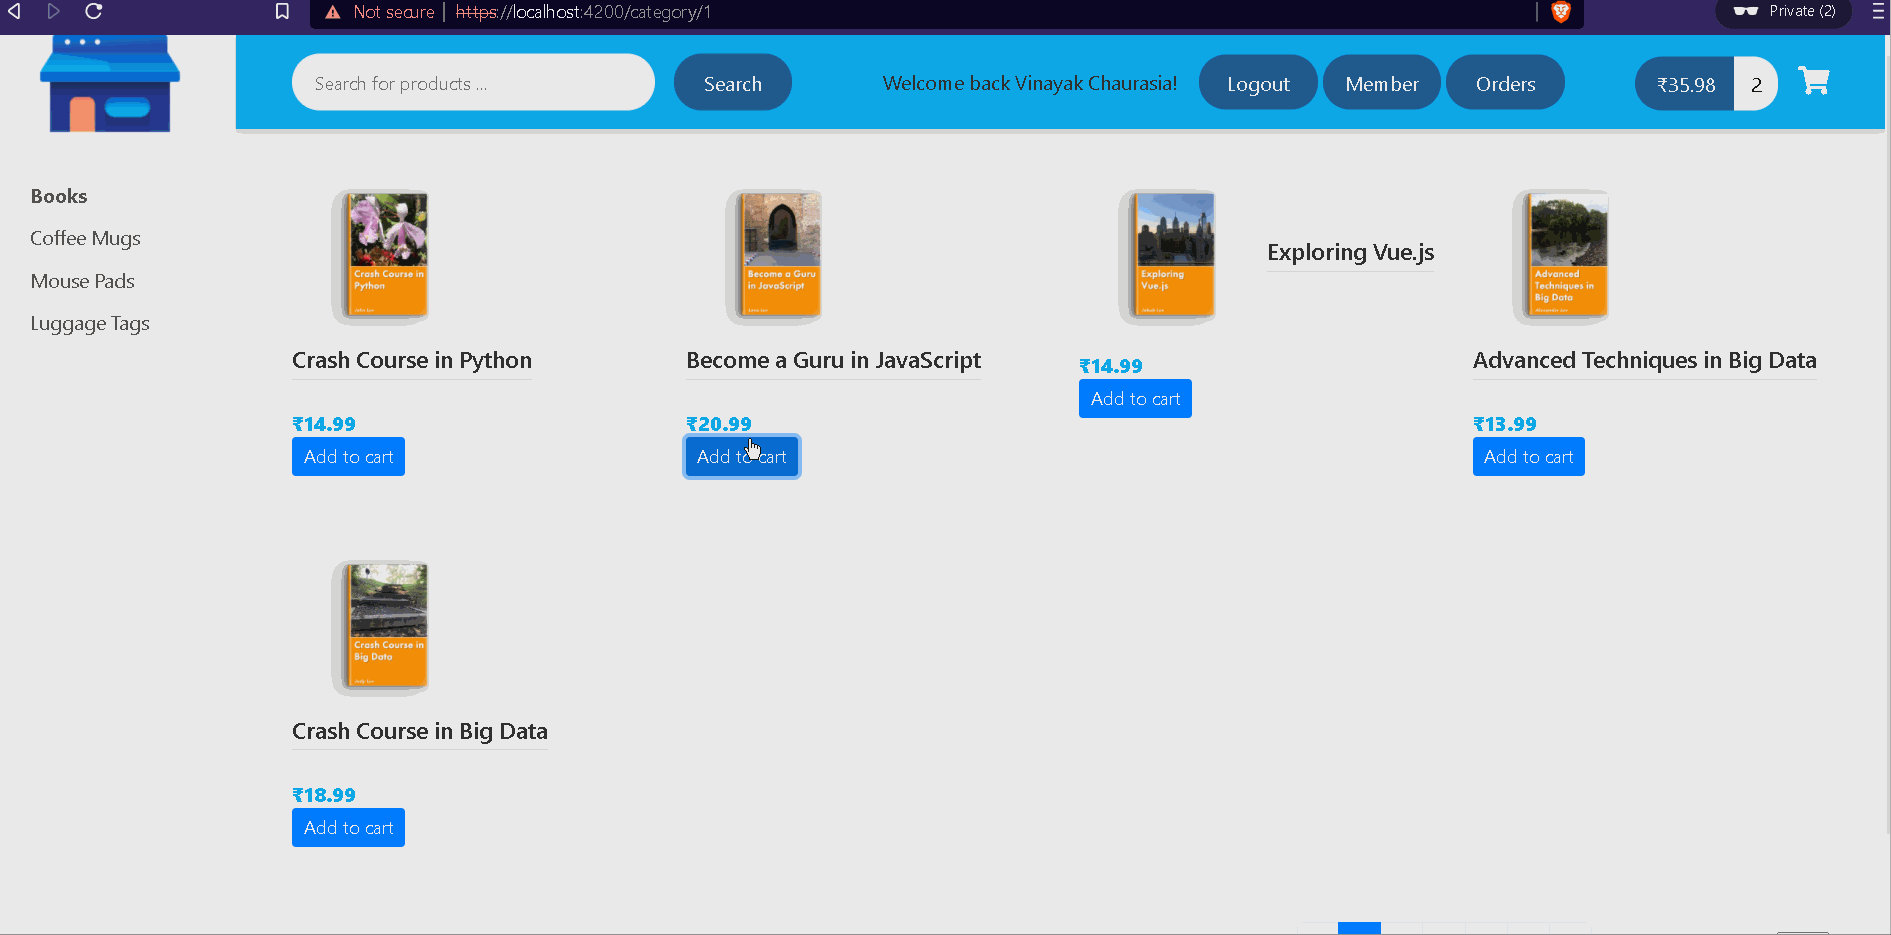 Not secure
https://localhost:4200/category/1
Private (2)
Search for products ...
Search
Welcome back Vinayak Chaurasia!
Logout
Member
Orders
₹35.98
2
Books
Coffee Mugs
Mouse Pads
Luggage Tags
Crash Course in
Python
Crash Course in Python
₹14.99
Add to cart
Become a Guru
in JavaScript
Become a Guru in JavaScript
₹20.99
Add to cart
Exploring
Vue.js
Exploring Vue.js
₹14.99
Add to cart
Advanced
Techniques in
Big Data
Advanced Techniques in Big Data
₹13.99
Add to cart
Crash Course in
Big Data
Crash Course in Big Data
₹18.99
Add to cart